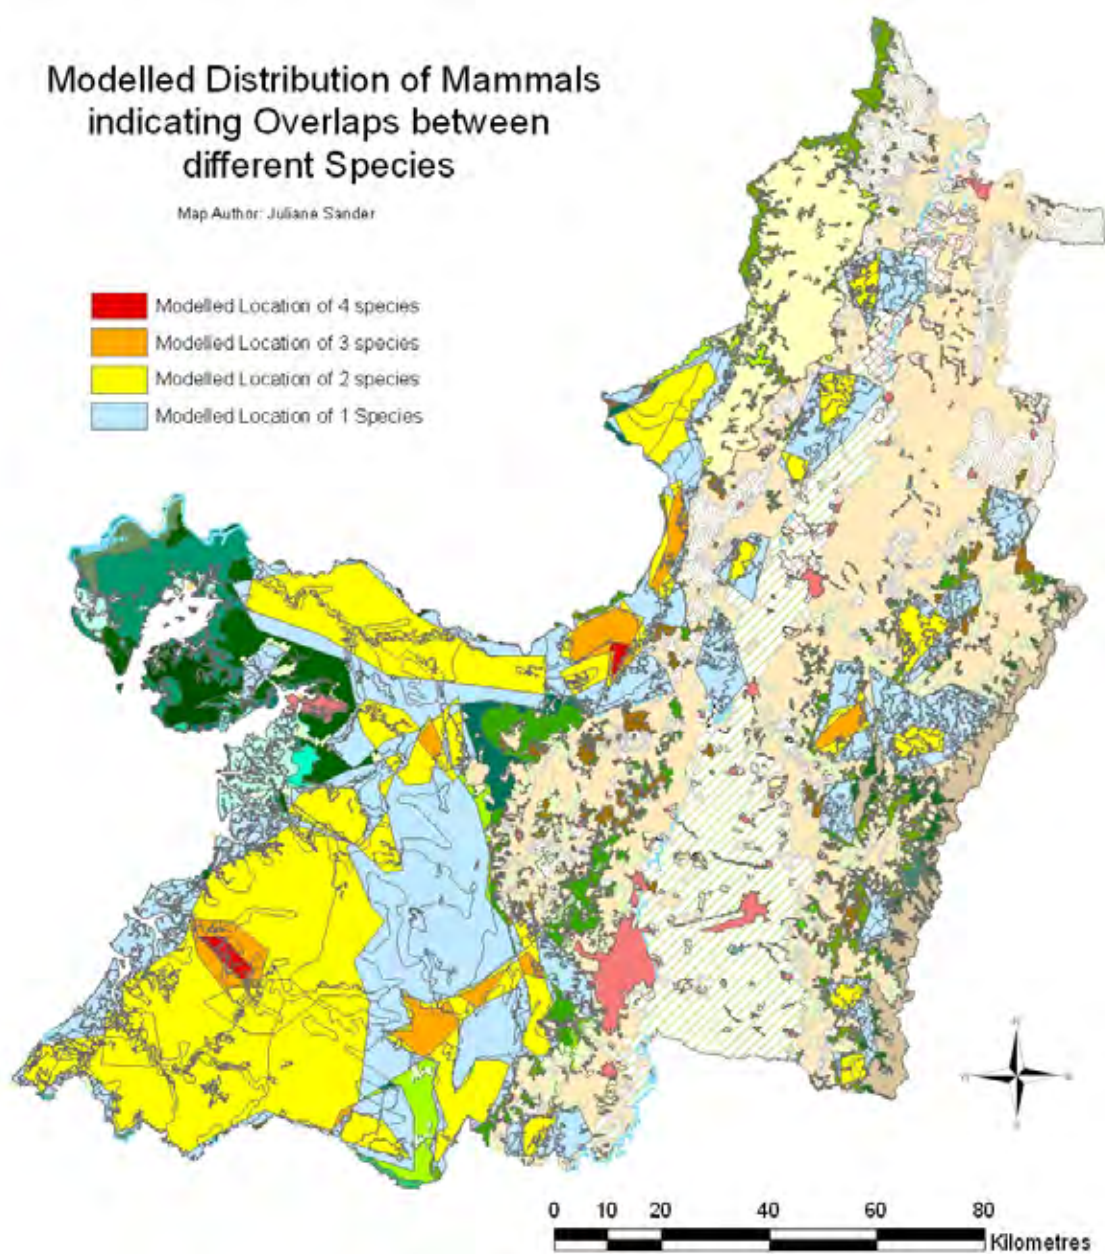 Modelled Distribution of Mammals
indicating Overlaps between
different Species
Map Author: Juliane Sander
Modelled Location of 4 species
Modelled Location of 3 species
Modelled Location of 2 species
Modelled Location of 1 Species
0 10 20 40 60 80
Kilometres